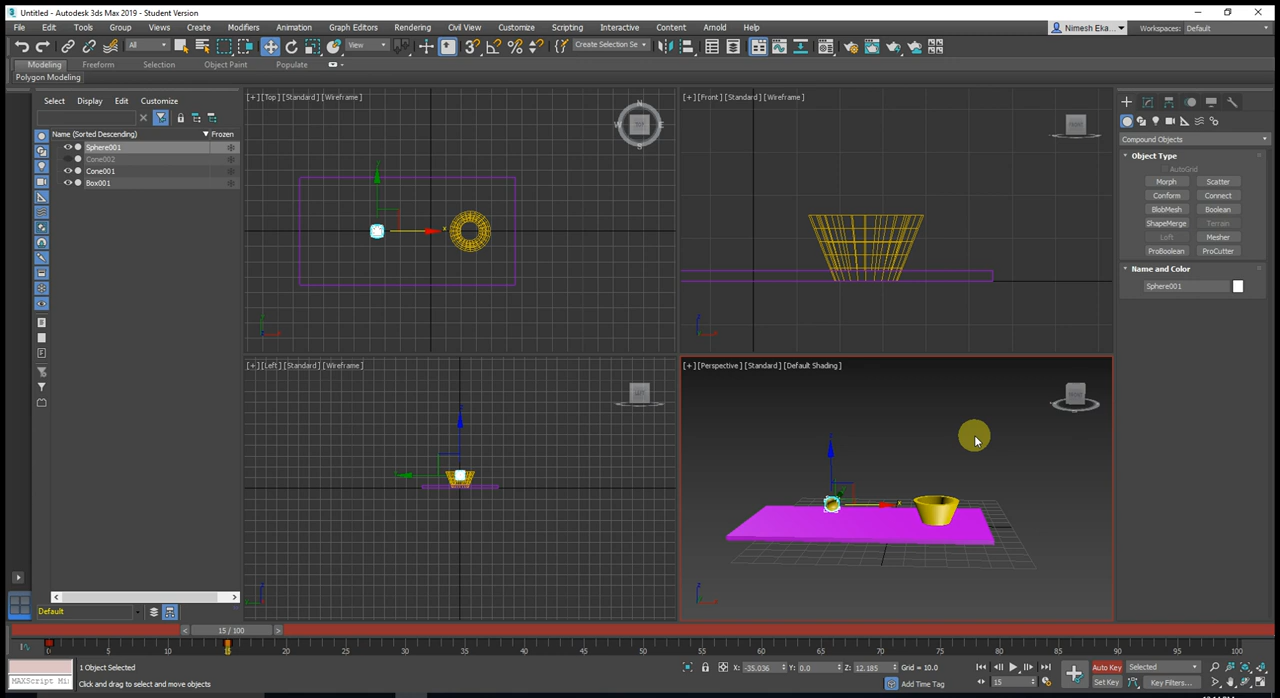 Untitled - Autodesk 3ds Max 2019 - Student Version
File Edit Tools Group Views Create Modifiers Animation Graph Editors Rendering Civil View Customize Scripting Interactive Content Arnold Help
Nimesh Eka... Workspaces: Default
All View Create Selection Se
Modeling Freeform Selection Object Paint Populate
Polygon Modeling
Select Display Edit Customize
Name (Sorted Descending) Frozen
Sphere001
Cone002
Cone001
Box001
[+] [Top] [Standard] [Wireframe]
[+] [Front] [Standard] [Wireframe]
[+] [Left] [Standard] [Wireframe]
[+] [Perspective] [Standard] [Default Shading]
Compound Objects
Object Type
AutoGrid
Morph Scatter
Conform Connect
BlobMesh Boolean
ShapeMerge Terrain
Loft Mesher
ProBoolean ProCutter
Name and Color
Sphere001
Default
15 / 100
0 5 10 15 20 25 30 35 40 45 50 55 60 65 70 75 80 85 90 95 100
1 Object Selected
X: -35.036 Y: 0.0 Z: 12.185 Grid = 10.0
Auto Key Selected
MAXScript Mi
Click and drag to select and move objects
Add Time Tag
15
Set Key Key Filters...